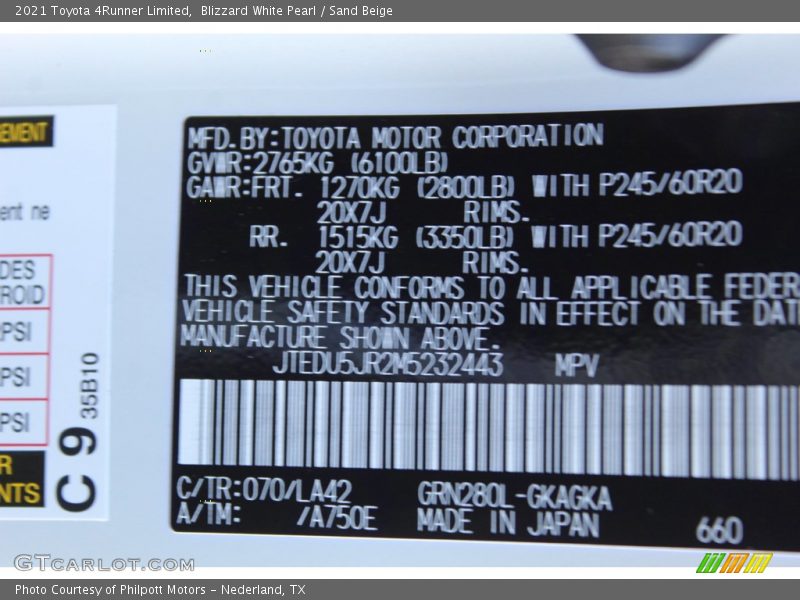 2021 Toyota 4Runner Limited, Blizzard White Pearl / Sand Beige
MFD.BY:TOYOTA MOTOR CORPORATION
GVWR:2765KG (6100LB)
GAWR:FRT. 1270KG (2800LB) WITH P245/60R20
20X7J RIMS.
RR. 1515KG (3350LB) WITH P245/60R20
20X7J RIMS.
THIS VEHICLE CONFORMS TO ALL APPLICABLE FEDER
VEHICLE SAFETY STANDARDS IN EFFECT ON THE DAT
MANUFACTURE SHOWN ABOVE.
JTEDU5JR2M5232443 MPV
C/TR:070/LA42 GRN280L-GKAGKA
A/TM: /A750E MADE IN JAPAN 660
EMENT
ent ne
DES
ROID
PSI
PSI
PSI
R
NTS
C 9 35B10
GTCARLOT.COM
Photo Courtesy of Philpott Motors - Nederland, TX